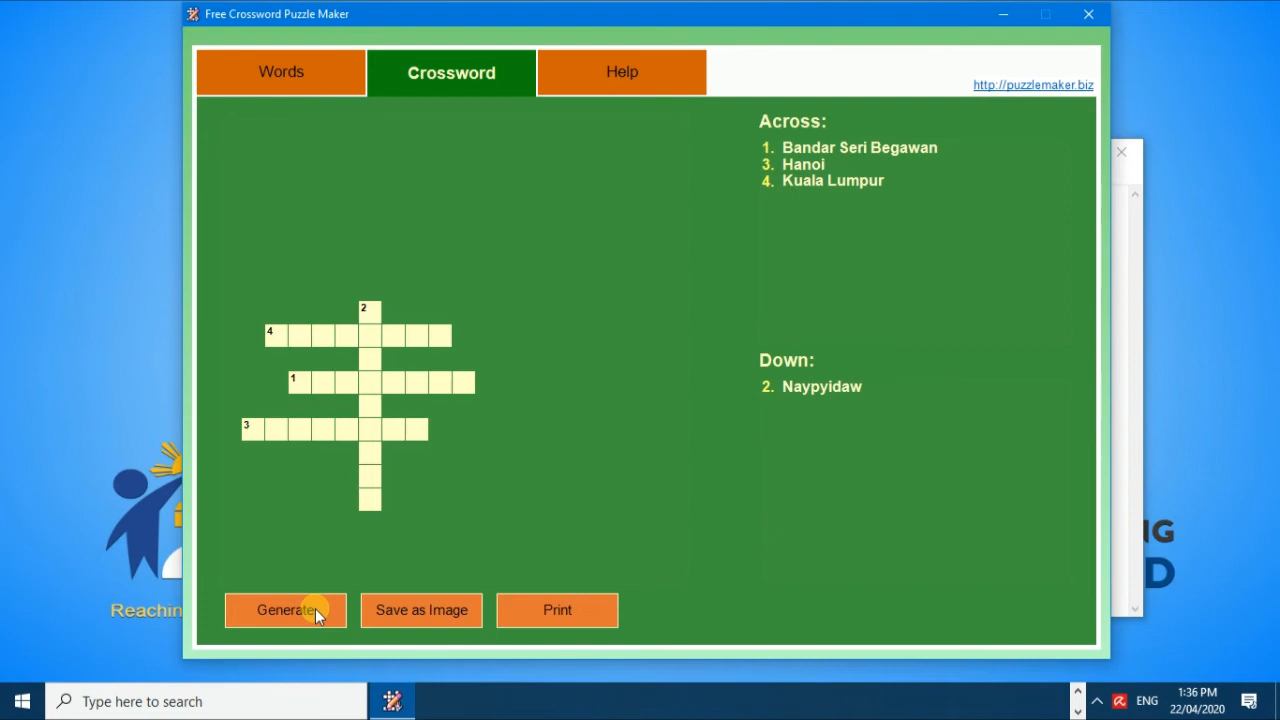 Free Crossword Puzzle Maker
Words
Crossword
Help
http://puzzlemaker.biz
Across:
1. Bandar Seri Begawan
3. Hanoi
4. Kuala Lumpur
2
4
1
3
Down:
2. Naypyidaw
Generate
Save as Image
Print
Reaching
NG
D
Type here to search
ENG
1:36 PM
22/04/2020